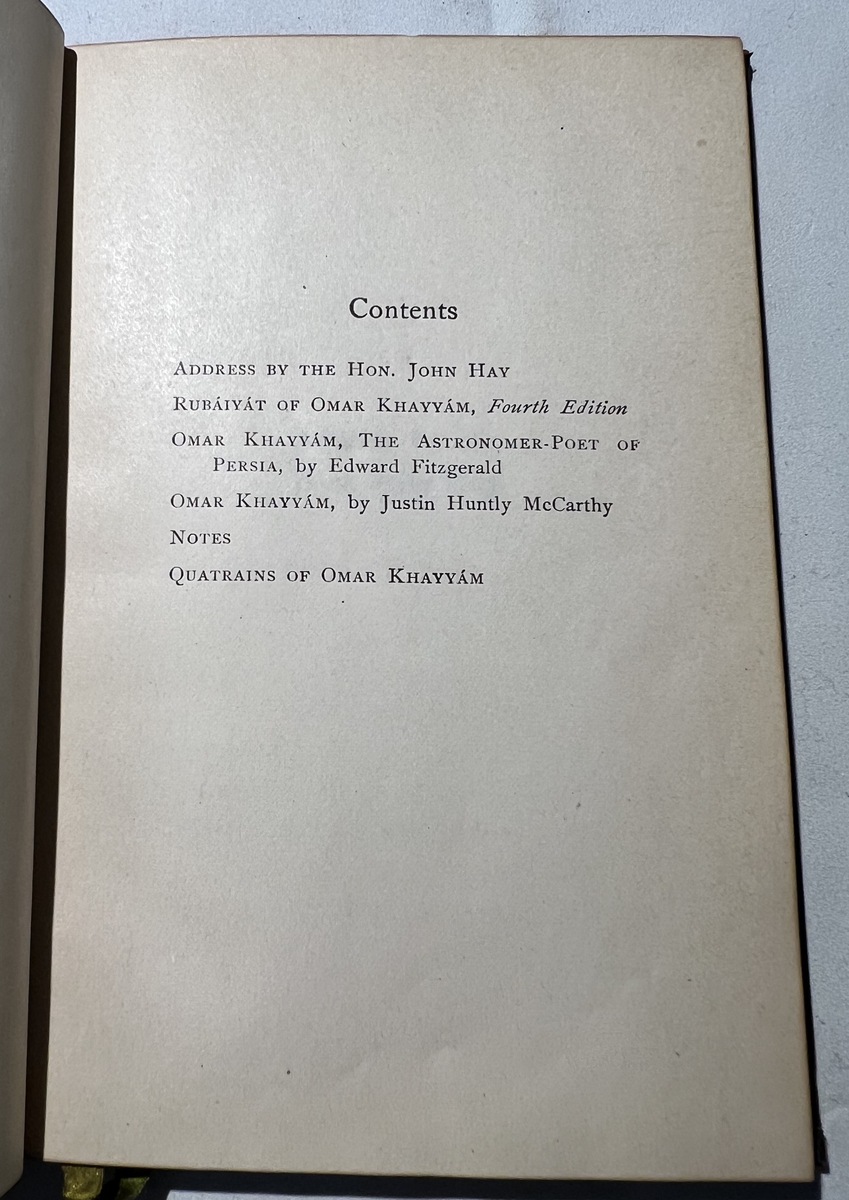 Contents
Address by the Hon. John Hay
Rubáiyát of Omar Khayyám, Fourth Edition
Omar Khayyám, The Astronomer-Poet of
Persia, by Edward Fitzgerald
Omar Khayyám, by Justin Huntly McCarthy
Notes
Quatrains of Omar Khayyám